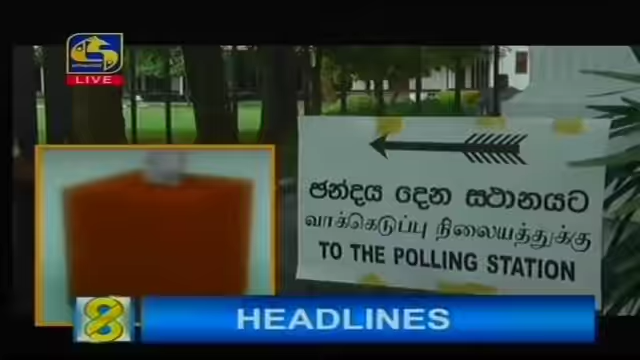 LIVE
ඡන්දය දෙන ස්ථානයට
வாக்கெடுப்பு நிலையத்துக்கு
TO THE POLLING STATION
8
HEADLINES